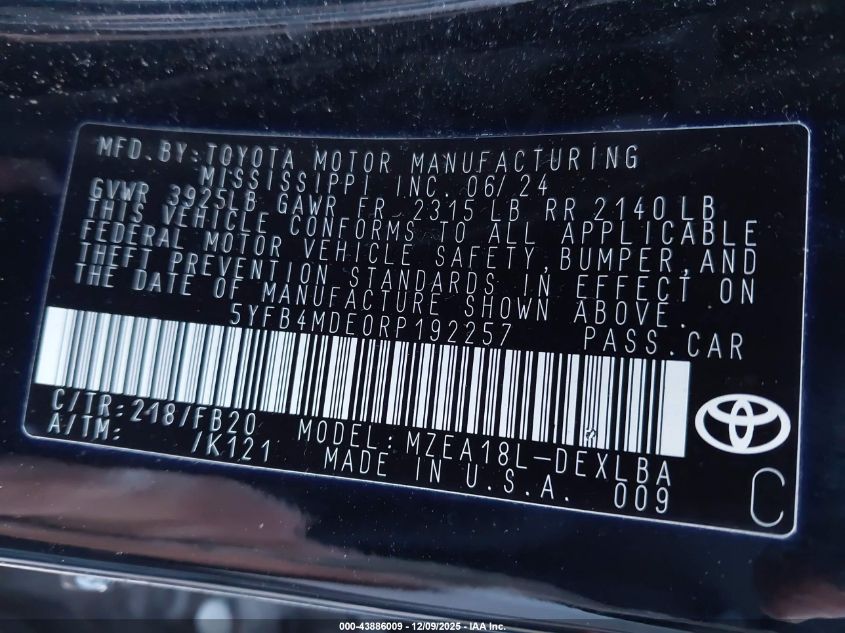 MFD.BY:TOYOTA MOTOR MANUFACTURING
MISSISSIPPI INC. 06/24
GVWR 3925LB GAWR FR 2315 LB RR 2140 LB
THIS VEHICLE CONFORMS TO ALL APPLICABLE
FEDERAL MOTOR VEHICLE SAFETY, BUMPER, AND
THEFT PREVENTION STANDARDS IN EFFECT ON
THE DATE OF MANUFACTURE SHOWN ABOVE.
5YFB4MDE0RP192257 PASS.CAR
C/TR:218/FB20 MODEL:MZEA18L-DEXLBA
A/TM: /K121 MADE IN U.S.A. 009
C
000-43886009 - 12/09/2025 - IAA Inc.